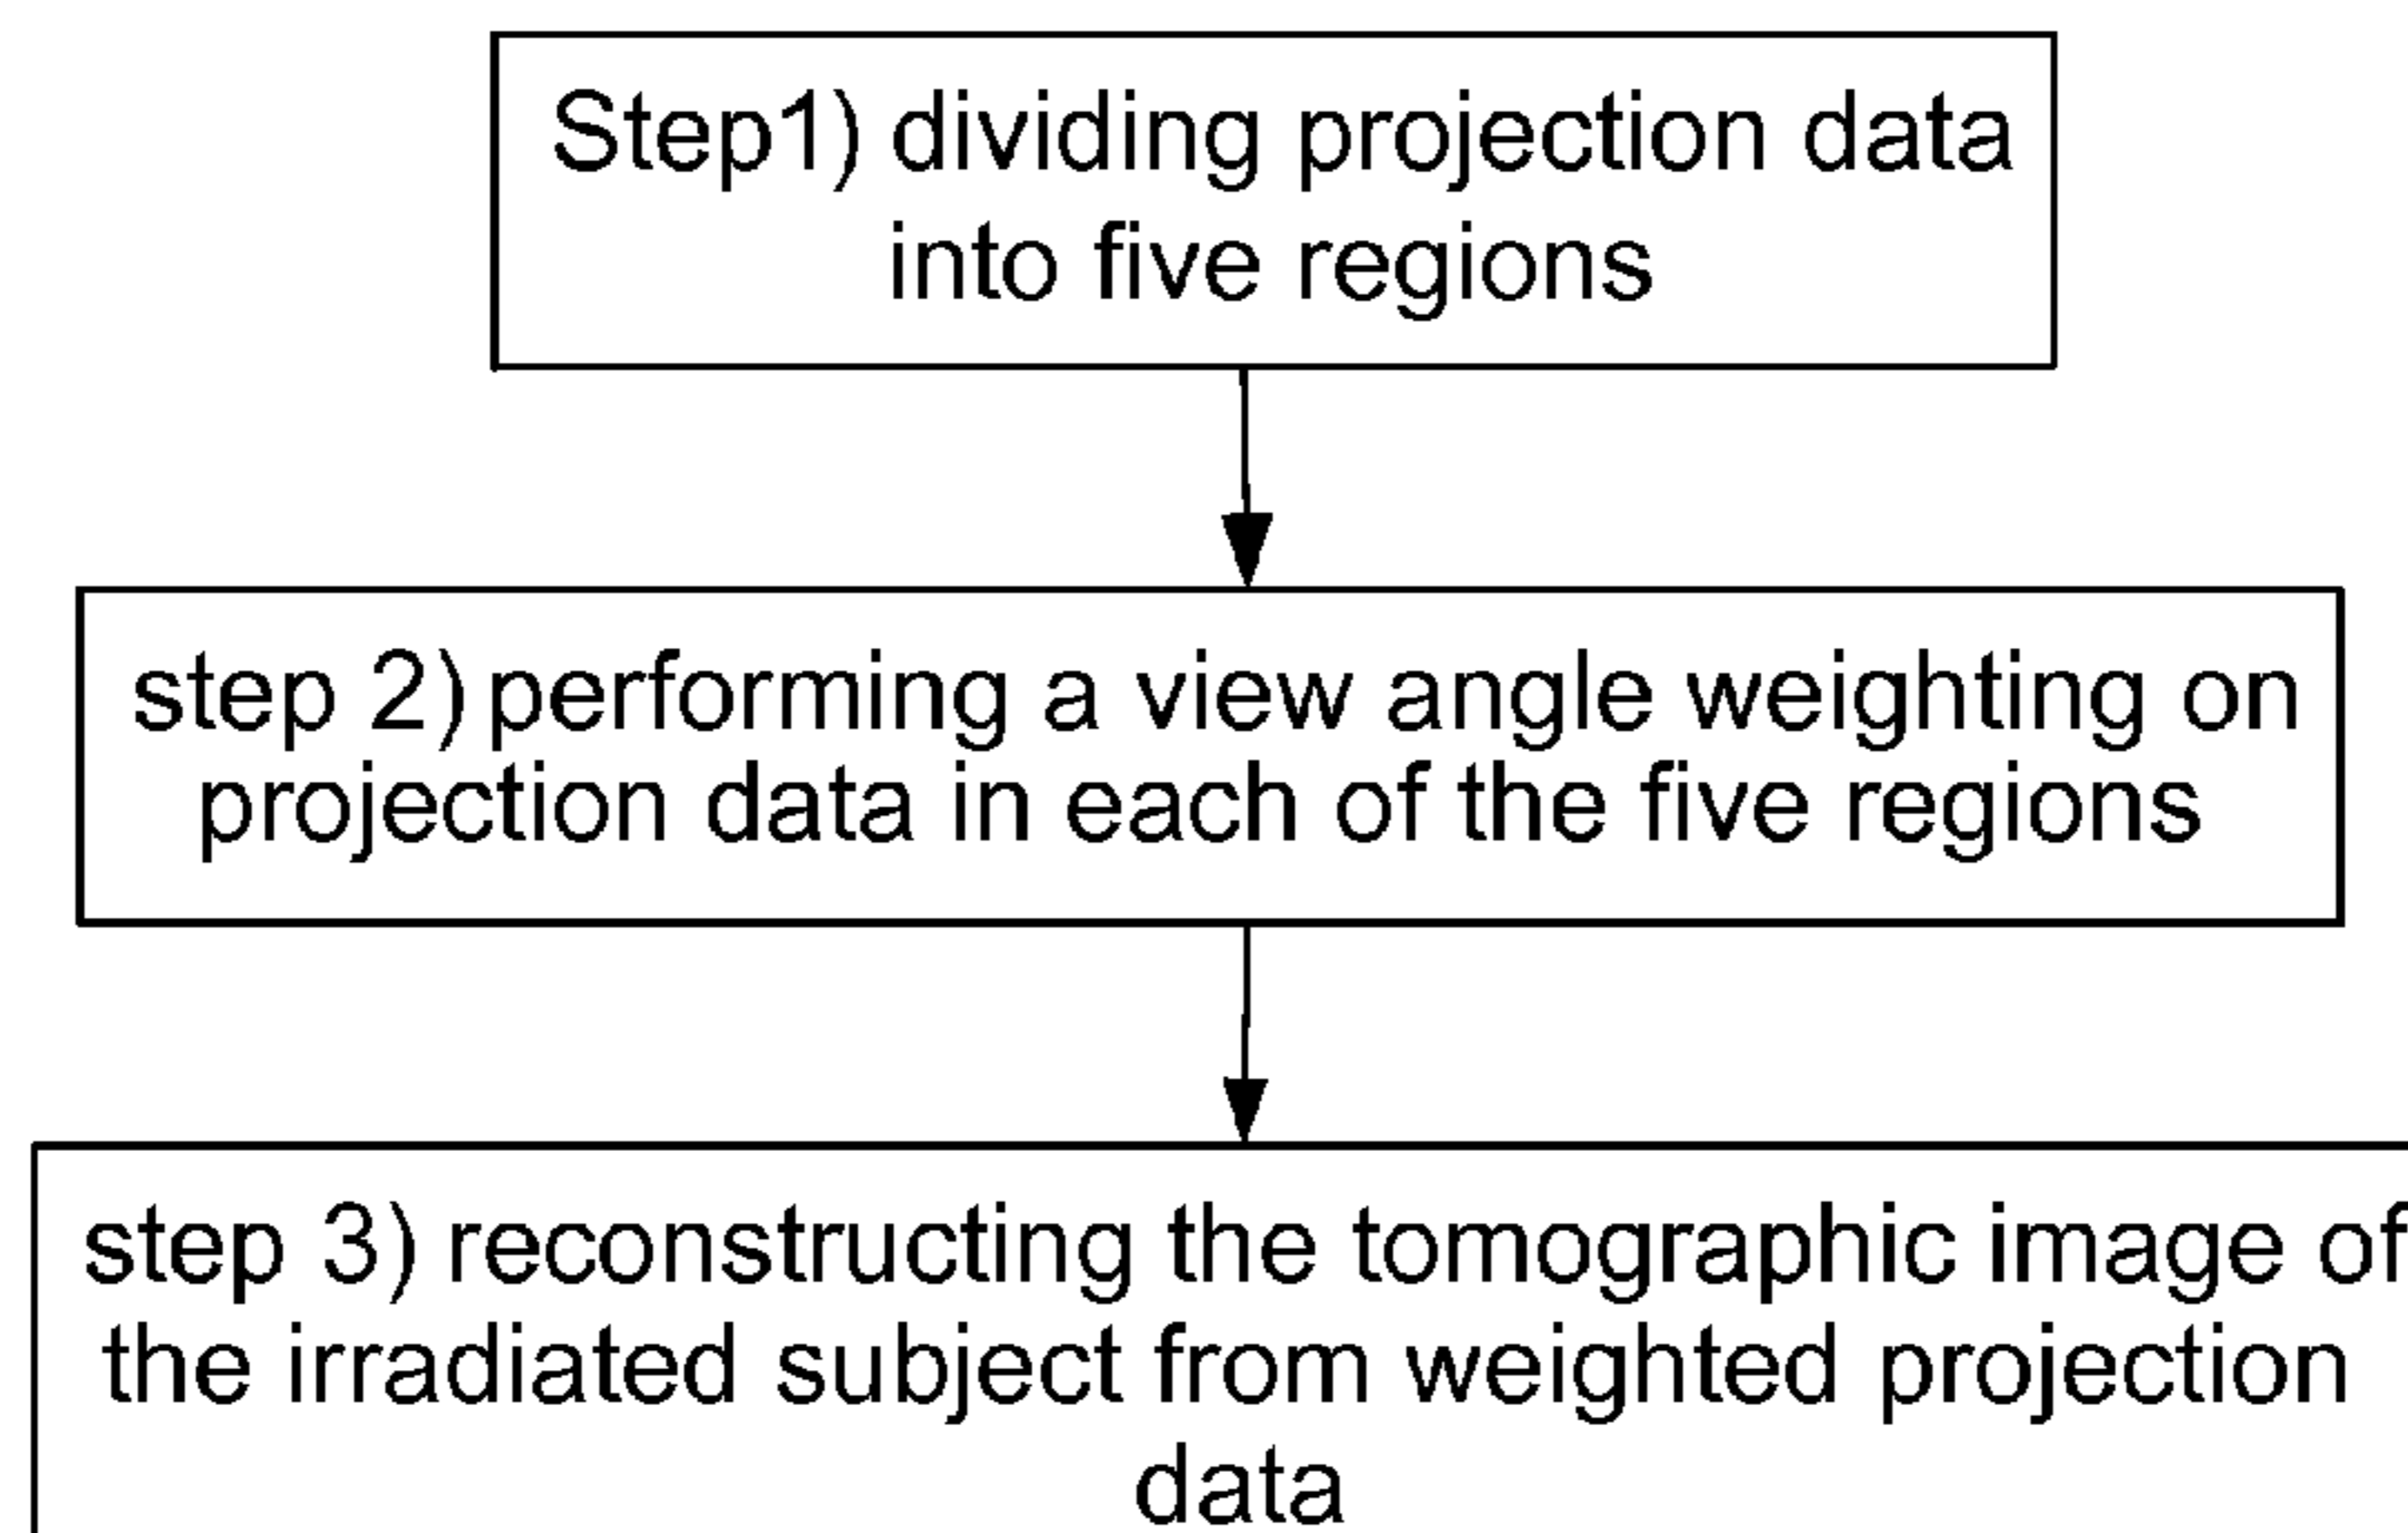 Step1) dividing projection data
into five regions
step 2) performing a view angle weighting on
projection data in each of the five regions
step 3) reconstructing the tomographic image of
the irradiated subject from weighted projection
data